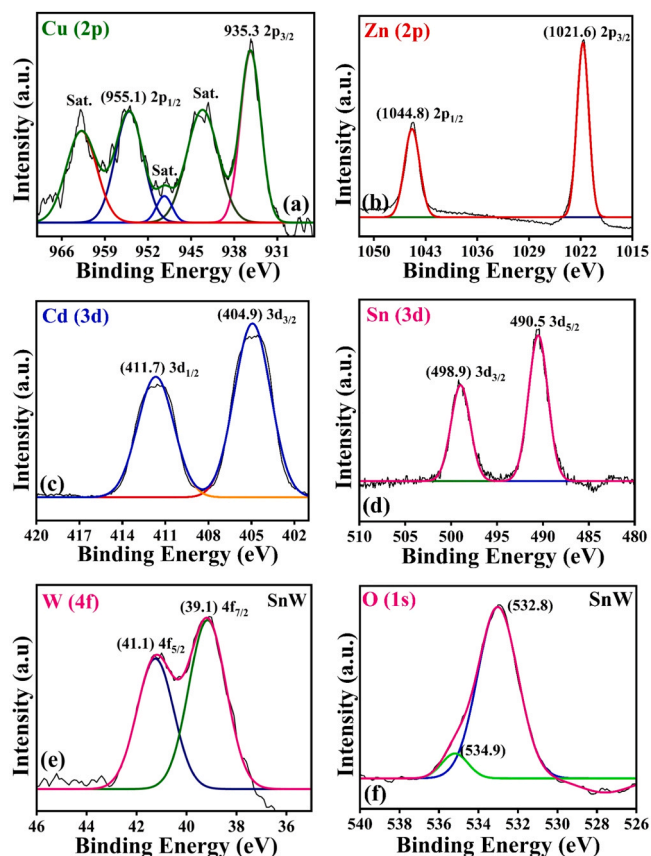 Cu (2p)
935.3 2p3/2
Sat.
(955.1) 2p1/2
Sat.
Sat.
(a)
Intensity (a.u.)
966 959 952 945 938 931
Binding Energy (eV)
Zn (2p)
(1021.6) 2p3/2
(1044.8) 2p1/2
(b)
Intensity (a.u.)
1050 1043 1036 1029 1022 1015
Binding Energy (eV)
Cd (3d)
(404.9) 3d3/2
(411.7) 3d1/2
(c)
Intensity (a.u.)
420 417 414 411 408 405 402
Binding Energy (eV)
Sn (3d)
490.5 3d5/2
(498.9) 3d3/2
(d)
Intensity (a.u.)
510 505 500 495 490 485 480
Binding Energy (eV)
W (4f)
SnW
(39.1) 4f7/2
(41.1) 4f5/2
(e)
Intensity (a.u)
46 44 42 40 38 36
Binding Energy (eV)
O (1s)
SnW
(532.8)
(534.9)
(f)
Intensity (a.u.)
540 538 535 533 530 528 526
Binding Energy (eV)